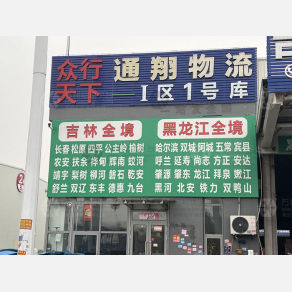 众行天下
通翔物流
I区1号库
吉林全境
长春 松原 四平 公主岭 榆树
农安 扶余 桦甸 辉南 蛟河
靖宇 梨树 柳河 磐石 乾安
舒兰 双辽 东丰 德惠 九台
黑龙江全境
哈尔滨 双城 阿城 五常 宾县
呼兰 延寿 尚志 方正 安达
肇源 肇东 龙江 拜泉 嫩江
黑河 北安 铁力 双鸭山